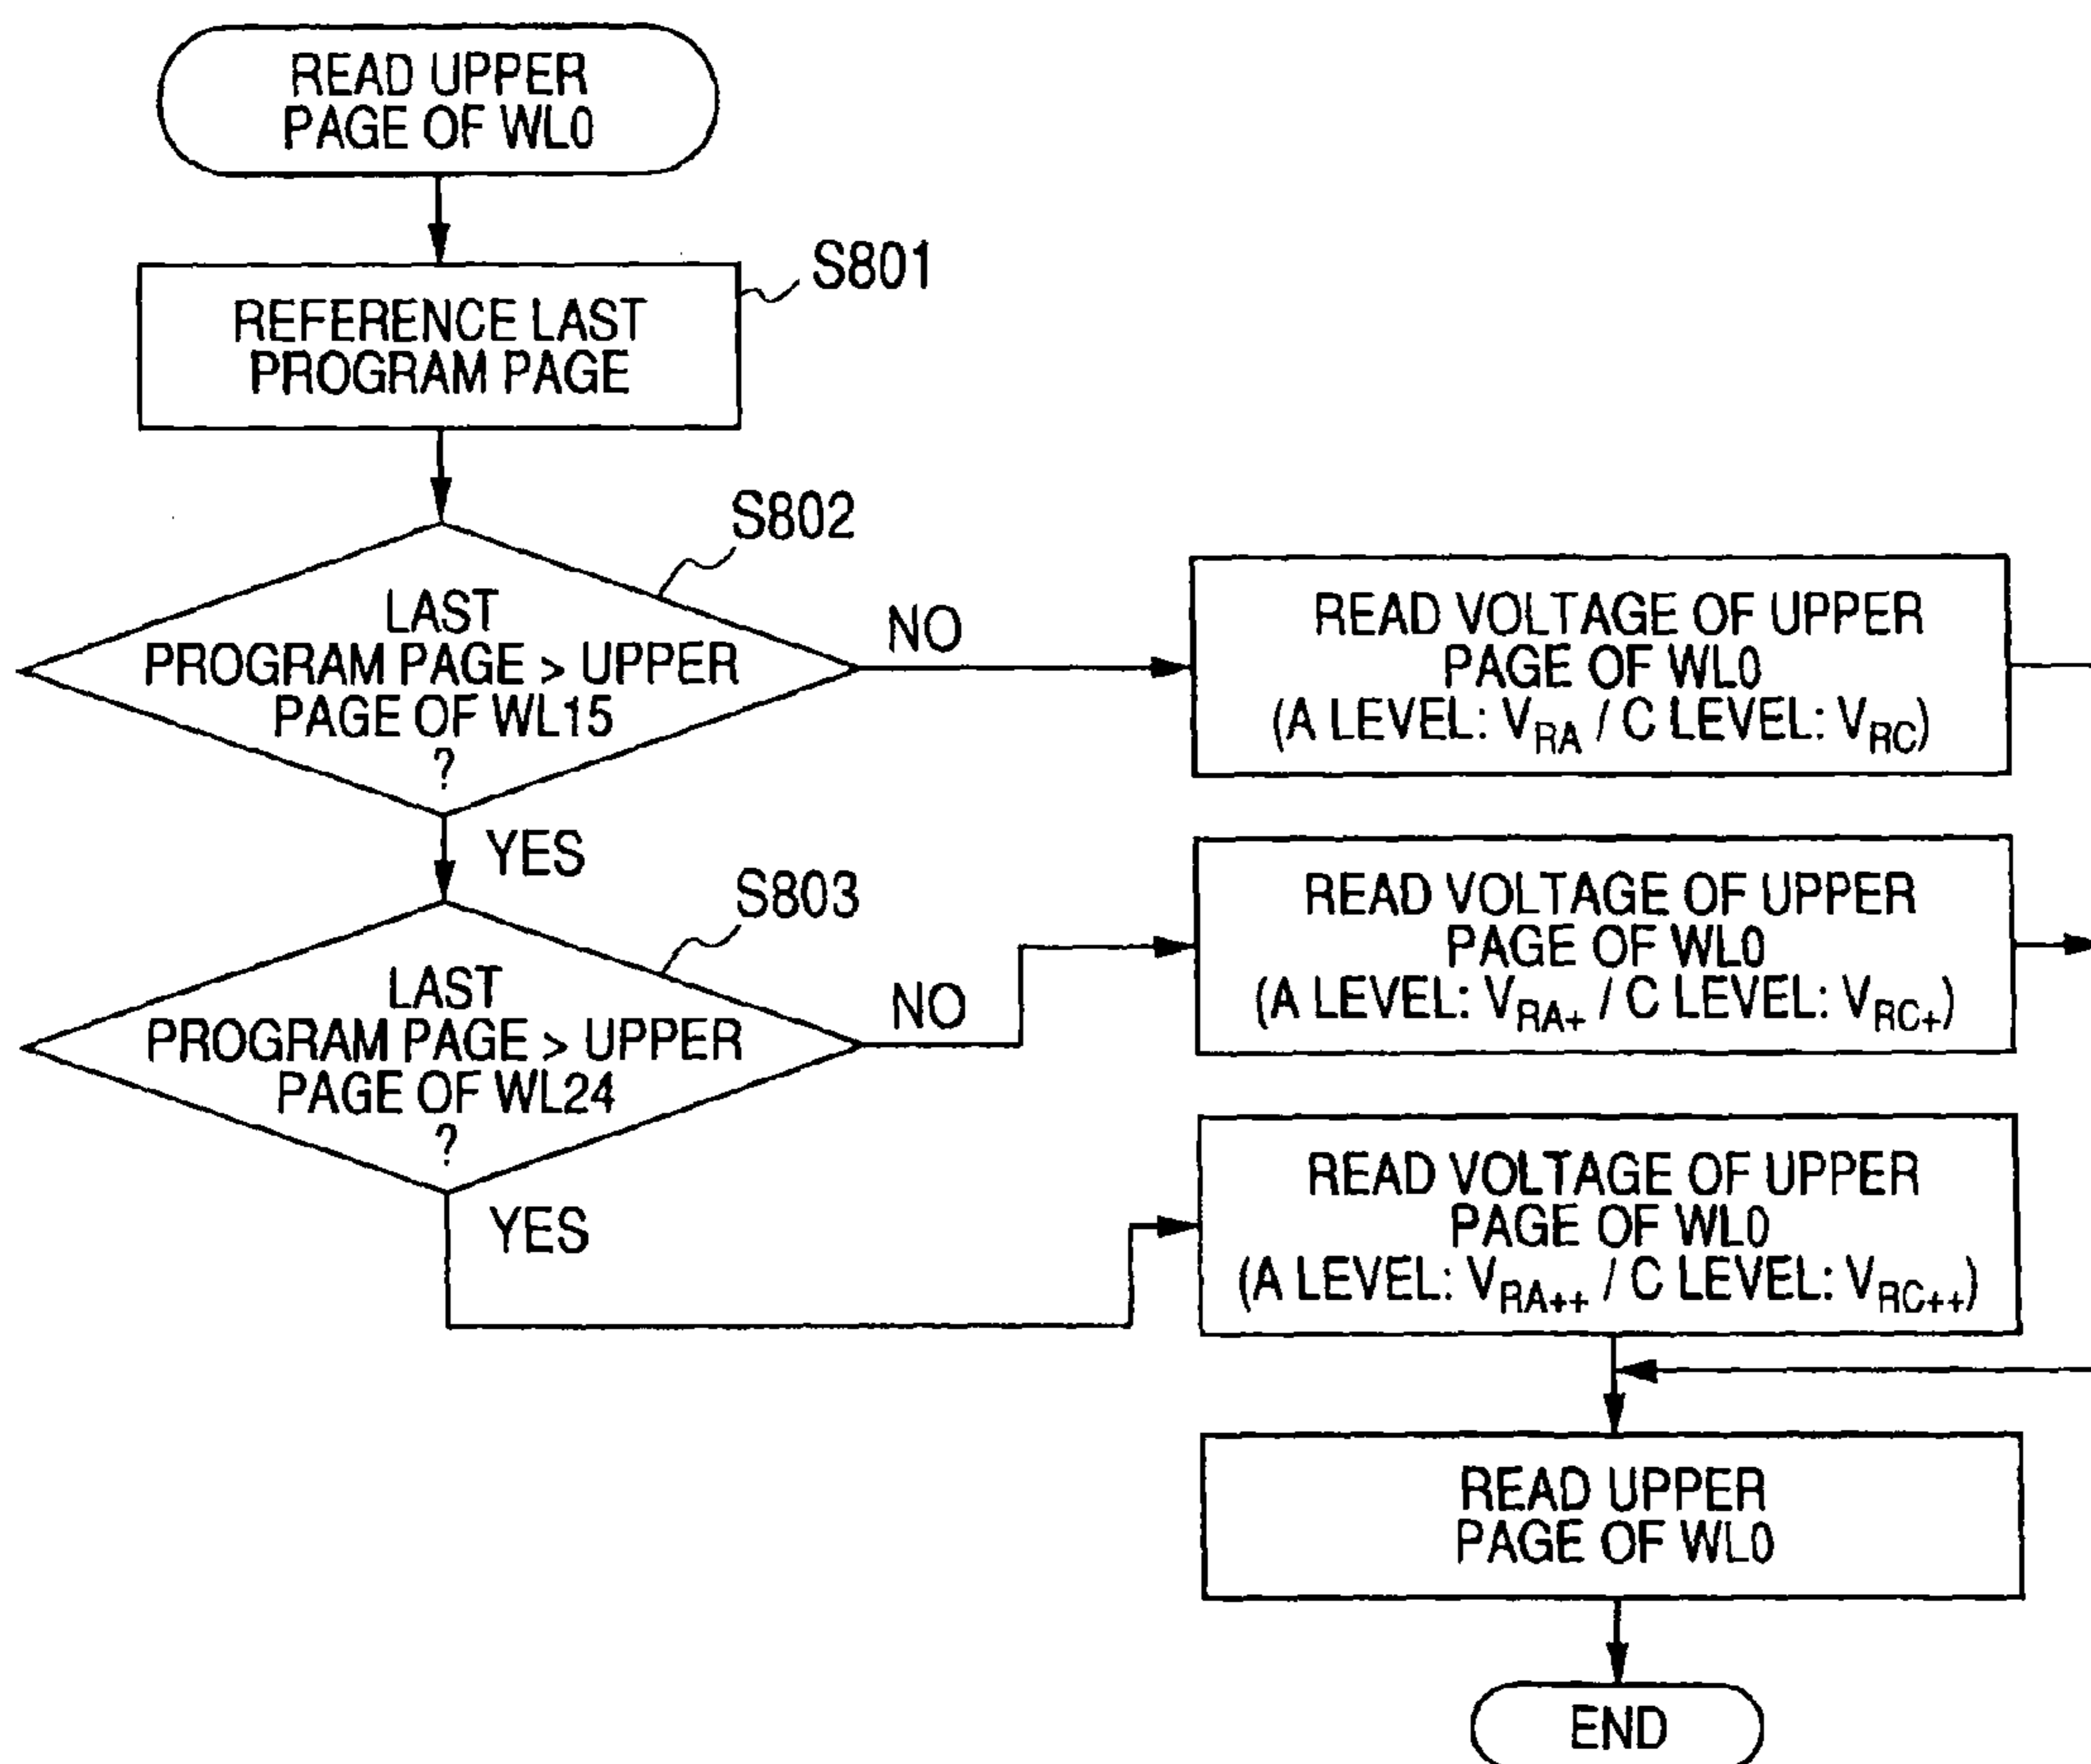 READ UPPER
PAGE OF WL0
S801
REFERENCE LAST
PROGRAM PAGE
S802
LAST
PROGRAM PAGE > UPPER
PAGE OF WL15
?
NO
READ VOLTAGE OF UPPER
PAGE OF WL0
(A LEVEL: VRA / C LEVEL: VRC)
YES
S803
LAST
PROGRAM PAGE > UPPER
PAGE OF WL24
?
NO
READ VOLTAGE OF UPPER
PAGE OF WL0
(A LEVEL: VRA+ / C LEVEL: VRC+)
YES
READ VOLTAGE OF UPPER
PAGE OF WL0
(A LEVEL: VRA++ / C LEVEL: VRC++)
READ UPPER
PAGE OF WL0
END